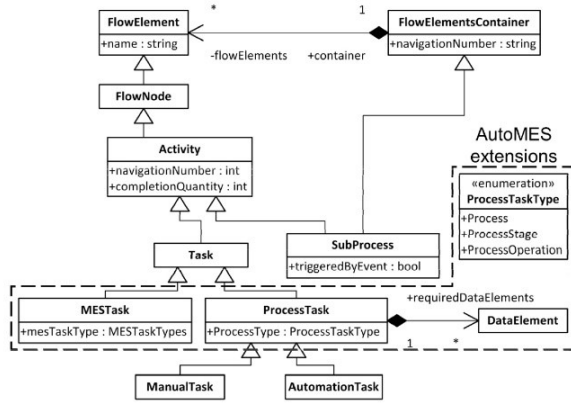 * 1
FlowElement
+name : string
-flowElements +container
FlowElementsContainer
+navigationNumber : string
FlowNode
Activity
+navigationNumber : int
+completionQuantity : int
AutoMES
extensions
«enumeration»
ProcessTaskType
+Process
+ProcessStage
+ProcessOperation
Task
SubProcess
+triggeredByEvent : bool
MESTask
+mesTaskType : MESTaskTypes
ProcessTask
+ProcessType : ProcessTaskType
+requiredDataElements
1 *
DataElement
ManualTask
AutomationTask